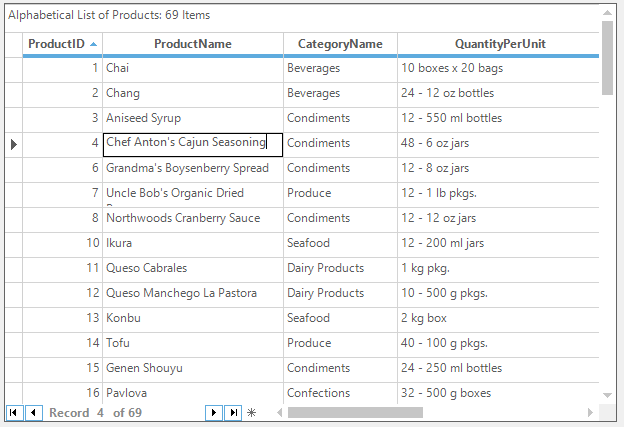 Alphabetical List of Products: 69 Items
ProductID ProductName CategoryName QuantityPerUnit
1 Chai Beverages 10 boxes x 20 bags
2 Chang Beverages 24 - 12 oz bottles
3 Aniseed Syrup Condiments 12 - 550 ml bottles
4 Chef Anton's Cajun Seasoning Condiments 48 - 6 oz jars
6 Grandma's Boysenberry Spread Condiments 12 - 8 oz jars
7 Uncle Bob's Organic Dried Produce 12 - 1 lb pkgs.
8 Northwoods Cranberry Sauce Condiments 12 - 12 oz jars
10 Ikura Seafood 12 - 200 ml jars
11 Queso Cabrales Dairy Products 1 kg pkg.
12 Queso Manchego La Pastora Dairy Products 10 - 500 g pkgs.
13 Konbu Seafood 2 kg box
14 Tofu Produce 40 - 100 g pkgs.
15 Genen Shouyu Condiments 24 - 250 ml bottles
16 Pavlova Confections 32 - 500 g boxes
Record 4 of 69